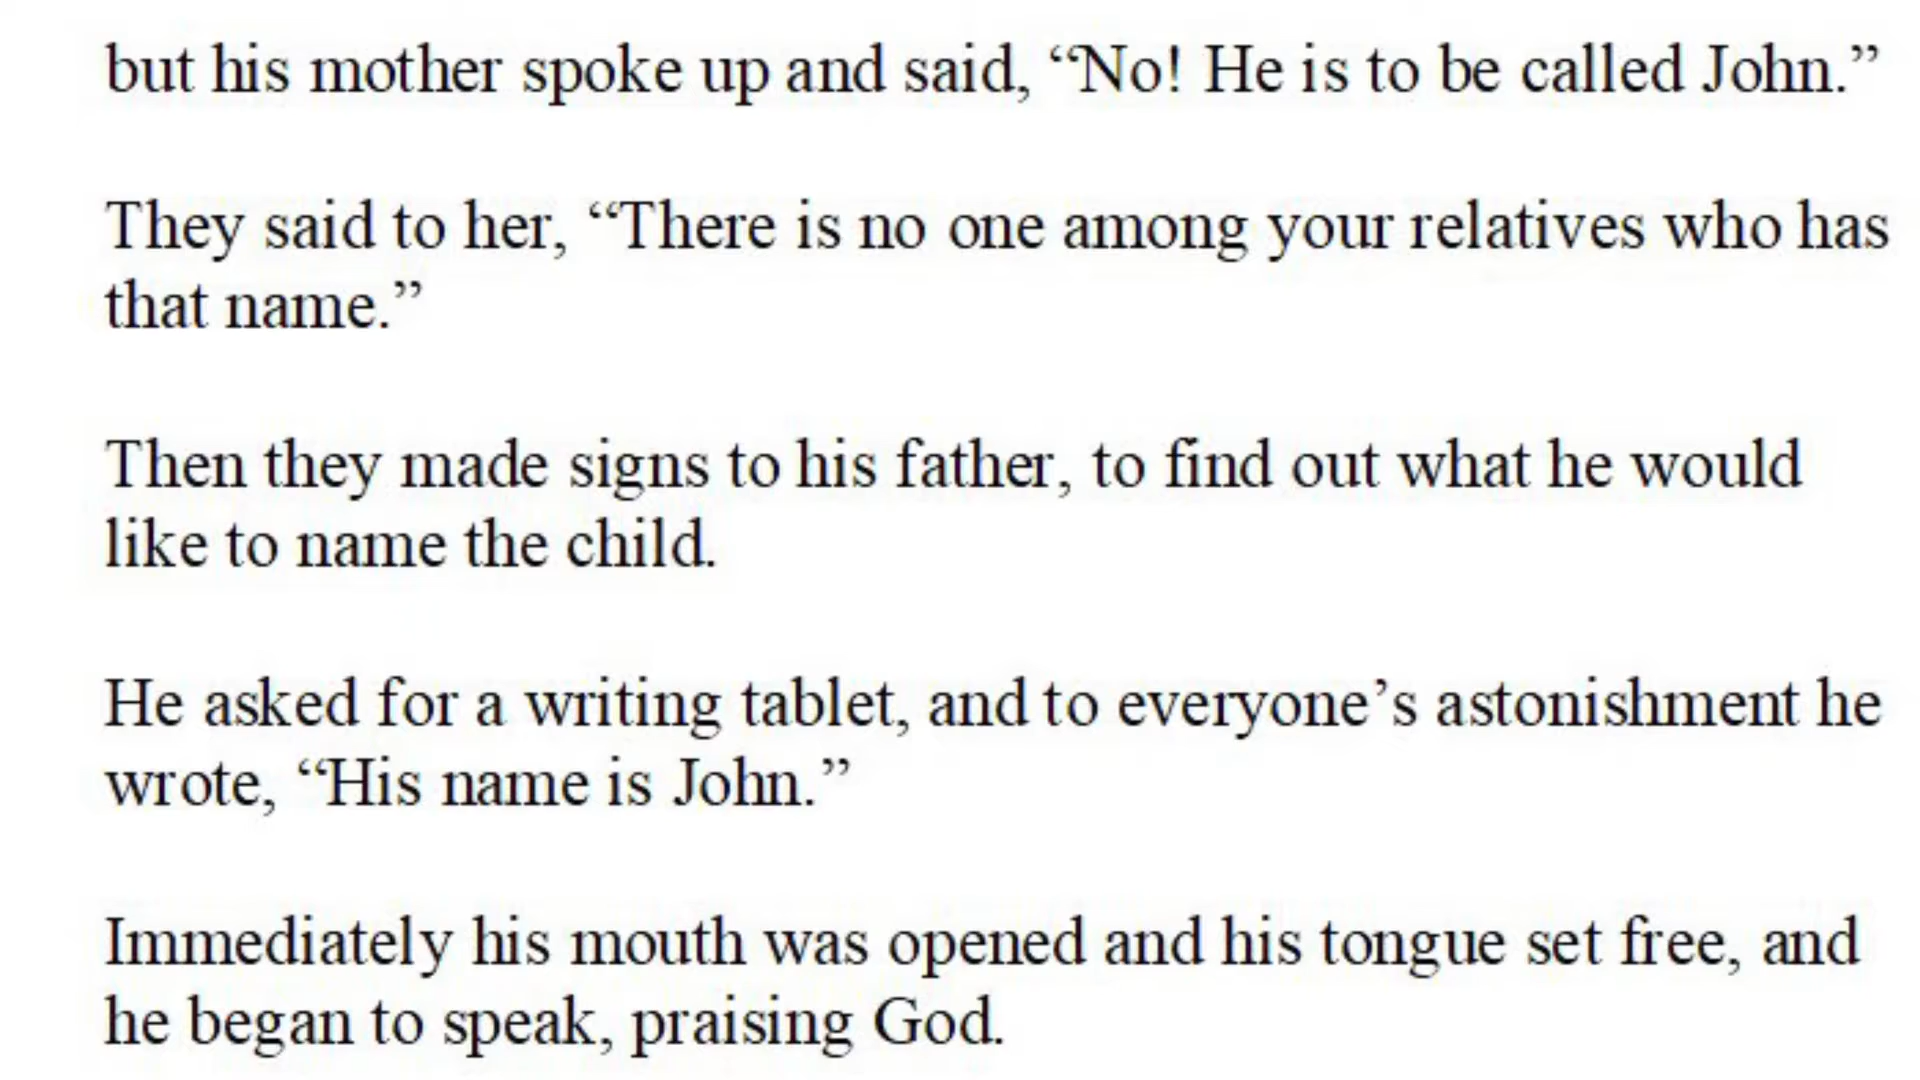 but his mother spoke up and said, “No! He is to be called John.”
They said to her, “There is no one among your relatives who has
that name.”
Then they made signs to his father, to find out what he would
like to name the child.
He asked for a writing tablet, and to everyone’s astonishment he
wrote, “His name is John.”
Immediately his mouth was opened and his tongue set free, and
he began to speak, praising God.